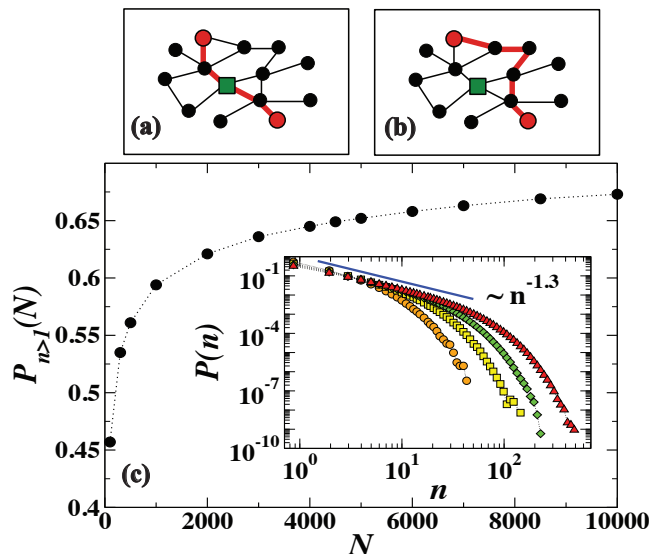 (a)
(b)
0.65
0.6
0.55
0.5
0.45
0.4
P_{n>1}(N)
(c)
10^{-1}
10^{-4}
10^{-7}
10^{-10}
P(n)
~ n^{-1.3}
10^0 10^1 10^2
n
0 2000 4000 6000 8000 10000
N